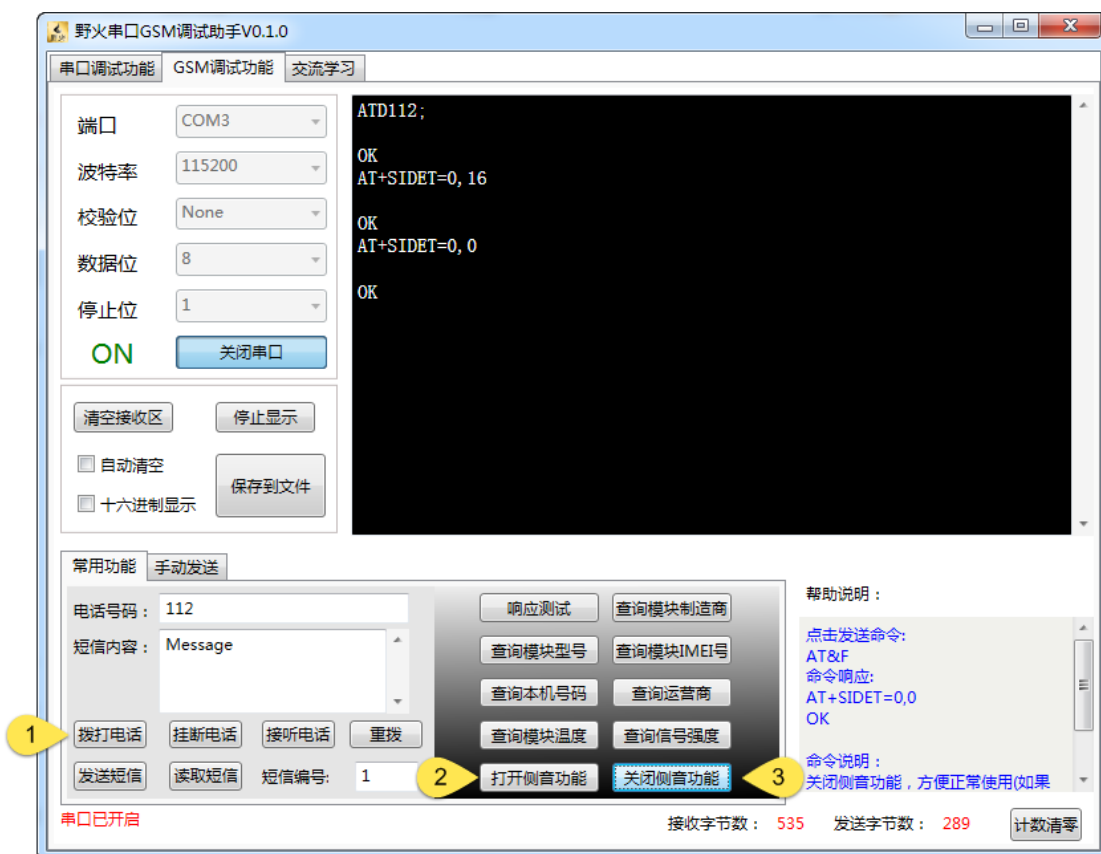 野火串口GSM调试助手V0.1.0
串口调试功能 GSM调试功能 交流学习
端口 COM3
波特率 115200
校验位 None
数据位 8
停止位 1
ON 关闭串口
清空接收区 停止显示
自动清空
保存到文件
十六进制显示
ATD112;
OK
AT+SIDET=0,16
OK
AT+SIDET=0,0
OK
常用功能 手动发送
电话号码： 112
短信内容： Message
1 拨打电话 挂断电话 接听电话 重拨
发送短信 读取短信 短信编号: 1
响应测试 查询模块制造商
查询模块型号 查询模块IMEI号
查询本机号码 查询运营商
查询模块温度 查询信号强度
2 打开侧音功能 关闭侧音功能 3
帮助说明：
点击发送命令:
AT&F
命令响应:
AT+SIDET=0,0
OK
命令说明：
关闭侧音功能，方便正常使用(如果
串口已开启 接收字节数： 535 发送字节数： 289 计数清零